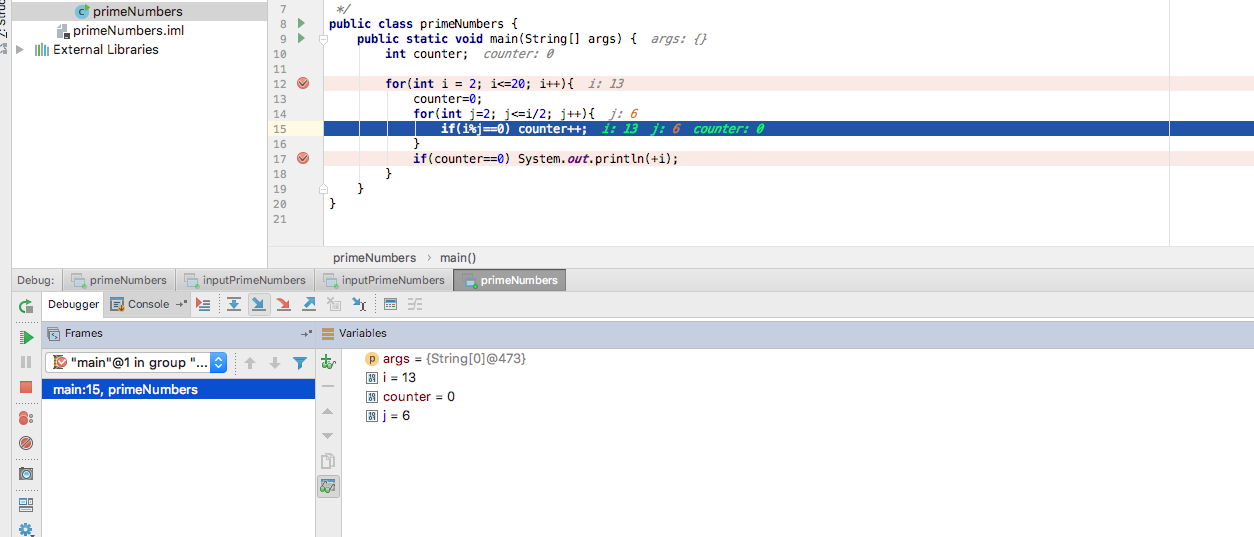 Z: Struc
primeNumbers
primeNumbers.iml
External Libraries
7 */
8 public class primeNumbers {
9 public static void main(String[] args) { args: {}
10 int counter; counter: 0
11
12 for(int i = 2; i<=20; i++){ i: 13
13 counter=0;
14 for(int j=2; j<=i/2; j++){ j: 6
15 if(i%j==0) counter++; i: 13 j: 6 counter: 0
16 }
17 if(counter==0) System.out.println(+i);
18 }
19 }
20 }
21
primeNumbers › main()
Debug: primeNumbers inputPrimeNumbers inputPrimeNumbers primeNumbers
Debugger Console
Frames
Variables
"main"@1 in group "...
main:15, primeNumbers
args = {String[0]@473}
i = 13
counter = 0
j = 6